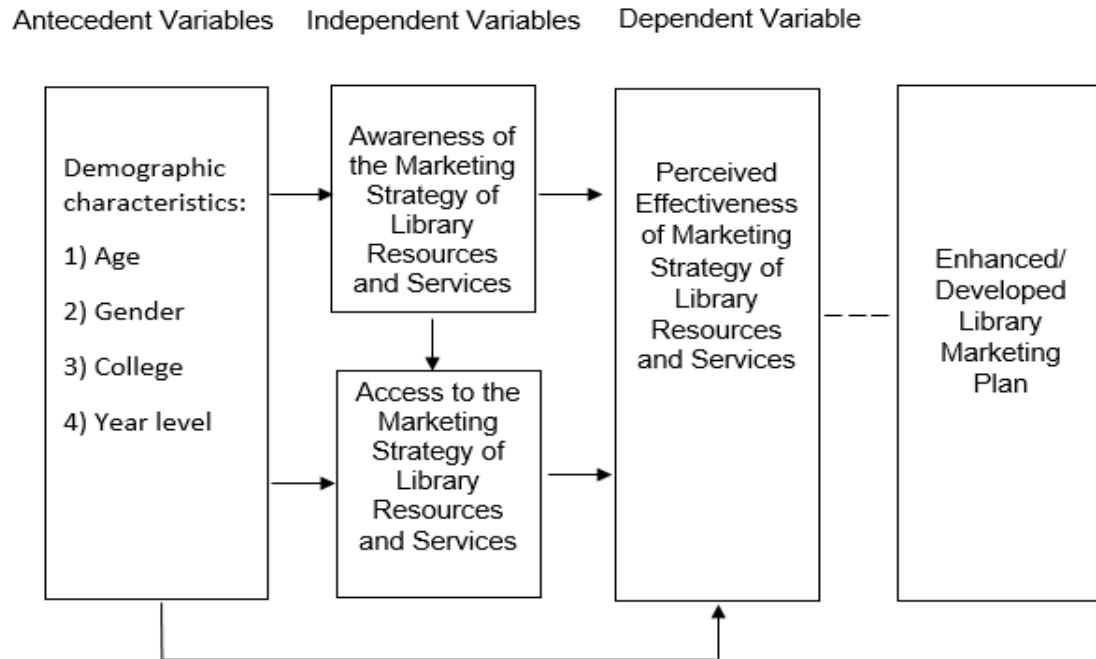 Antecedent Variables
Independent Variables
Dependent Variable
Demographic
characteristics:
1) Age
2) Gender
3) College
4) Year level
Awareness of
the Marketing
Strategy of
Library
Resources
and Services
Access to the
Marketing
Strategy of
Library
Resources
and Services
Perceived
Effectiveness
of Marketing
Strategy of
Library
Resources
and Services
Enhanced/
Developed
Library
Marketing
Plan